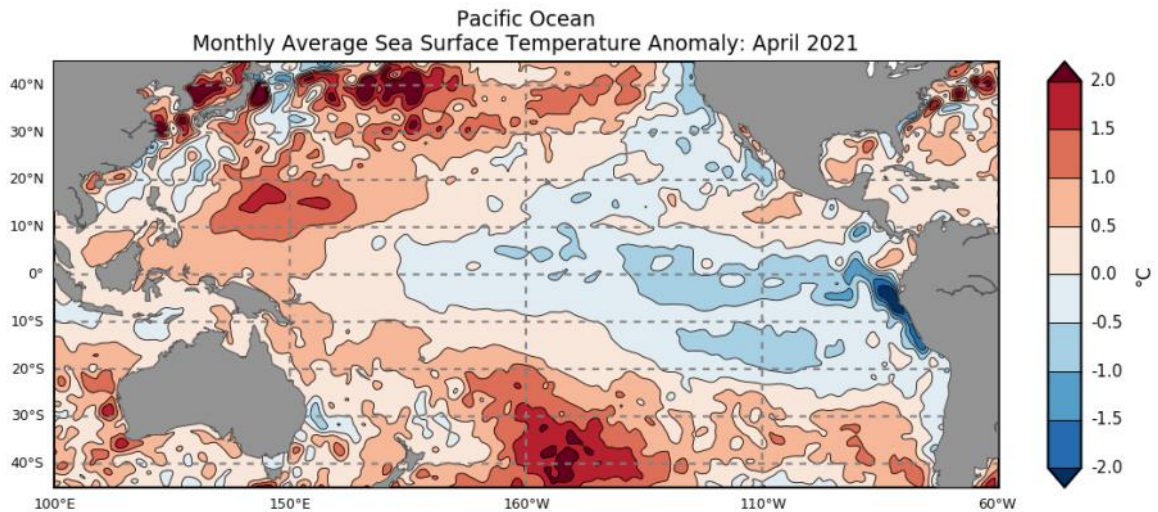 Pacific Ocean
Monthly Average Sea Surface Temperature Anomaly: April 2021
40°N
30°N
20°N
10°N
0°
10°S
20°S
30°S
40°S
100°E
150°E
160°W
110°W
60°W
2.0
1.5
1.0
0.5
0.0
-0.5
-1.0
-1.5
-2.0
°C